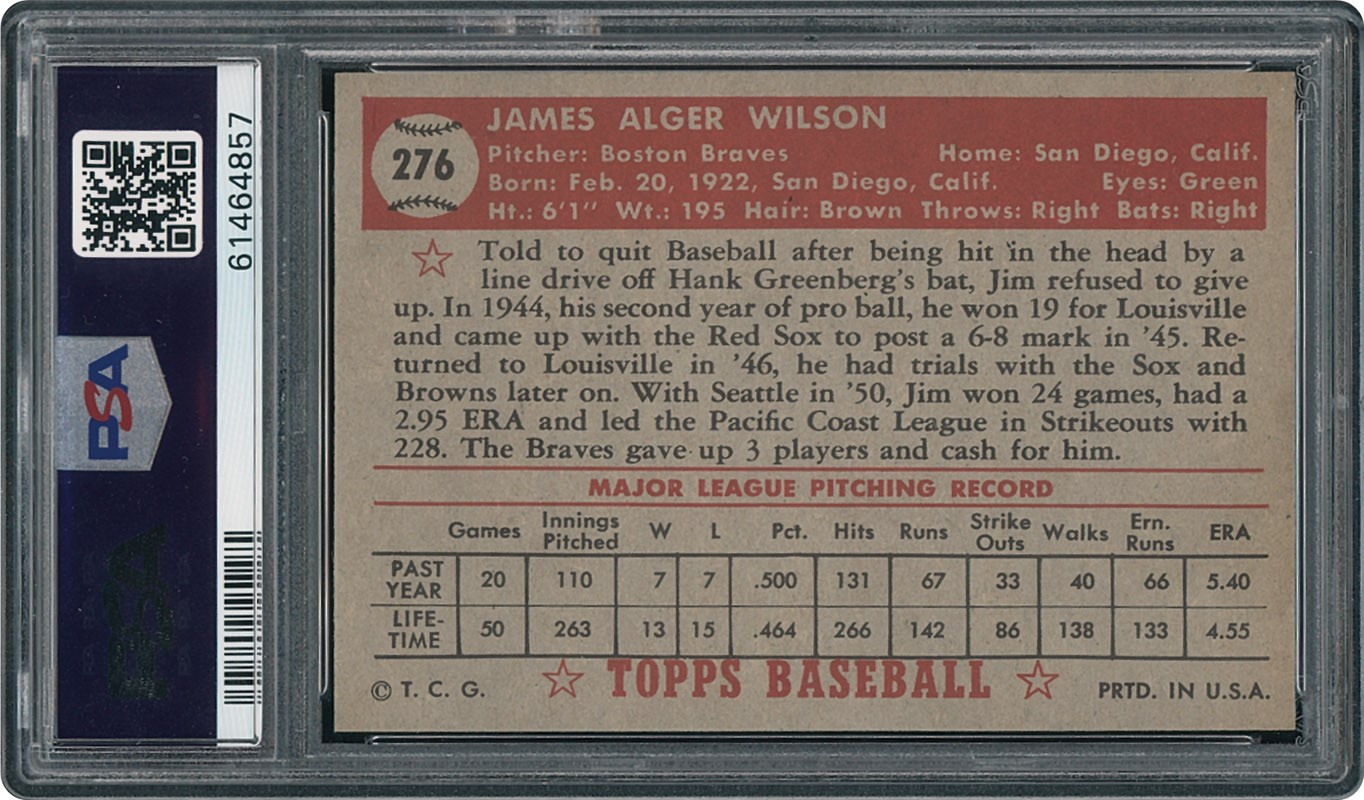 61464857
PSA
276
JAMES ALGER WILSON
Pitcher: Boston Braves Home: San Diego, Calif.
Born: Feb. 20, 1922, San Diego, Calif. Eyes: Green
Ht.: 6'1" Wt.: 195 Hair: Brown Throws: Right Bats: Right
Told to quit Baseball after being hit in the head by a
line drive off Hank Greenberg's bat, Jim refused to give
up. In 1944, his second year of pro ball, he won 19 for Louisville
and came up with the Red Sox to post a 6-8 mark in '45. Re-
turned to Louisville in '46, he had trials with the Sox and
Browns later on. With Seattle in '50, Jim won 24 games, had a
2.95 ERA and led the Pacific Coast League in Strikeouts with
228. The Braves gave up 3 players and cash for him.
MAJOR LEAGUE PITCHING RECORD
Games Innings Pitched W L Pct. Hits Runs Strike Outs Walks Ern. Runs ERA
PAST YEAR 20 110 7 7 .500 131 67 33 40 66 5.40
LIFE-TIME 50 263 13 15 .464 266 142 86 138 133 4.55
© T. C. G. TOPPS BASEBALL PRTD. IN U.S.A.
PSA